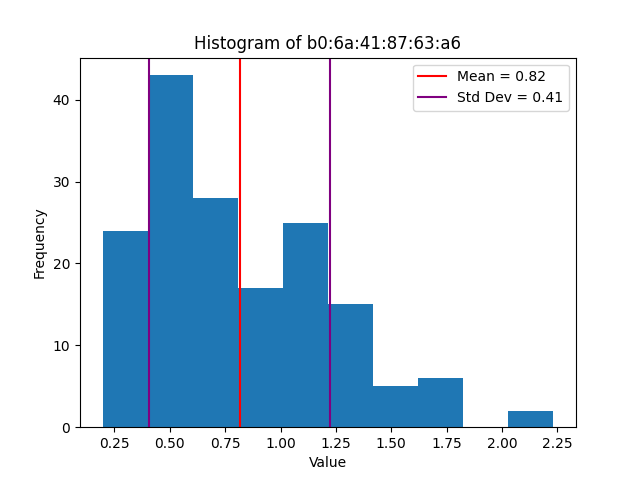 Histogram of b0:6a:41:87:63:a6
Mean = 0.82
Std Dev = 0.41
Frequency
40
30
20
10
0
0.25 0.50 0.75 1.00 1.25 1.50 1.75 2.00 2.25
Value